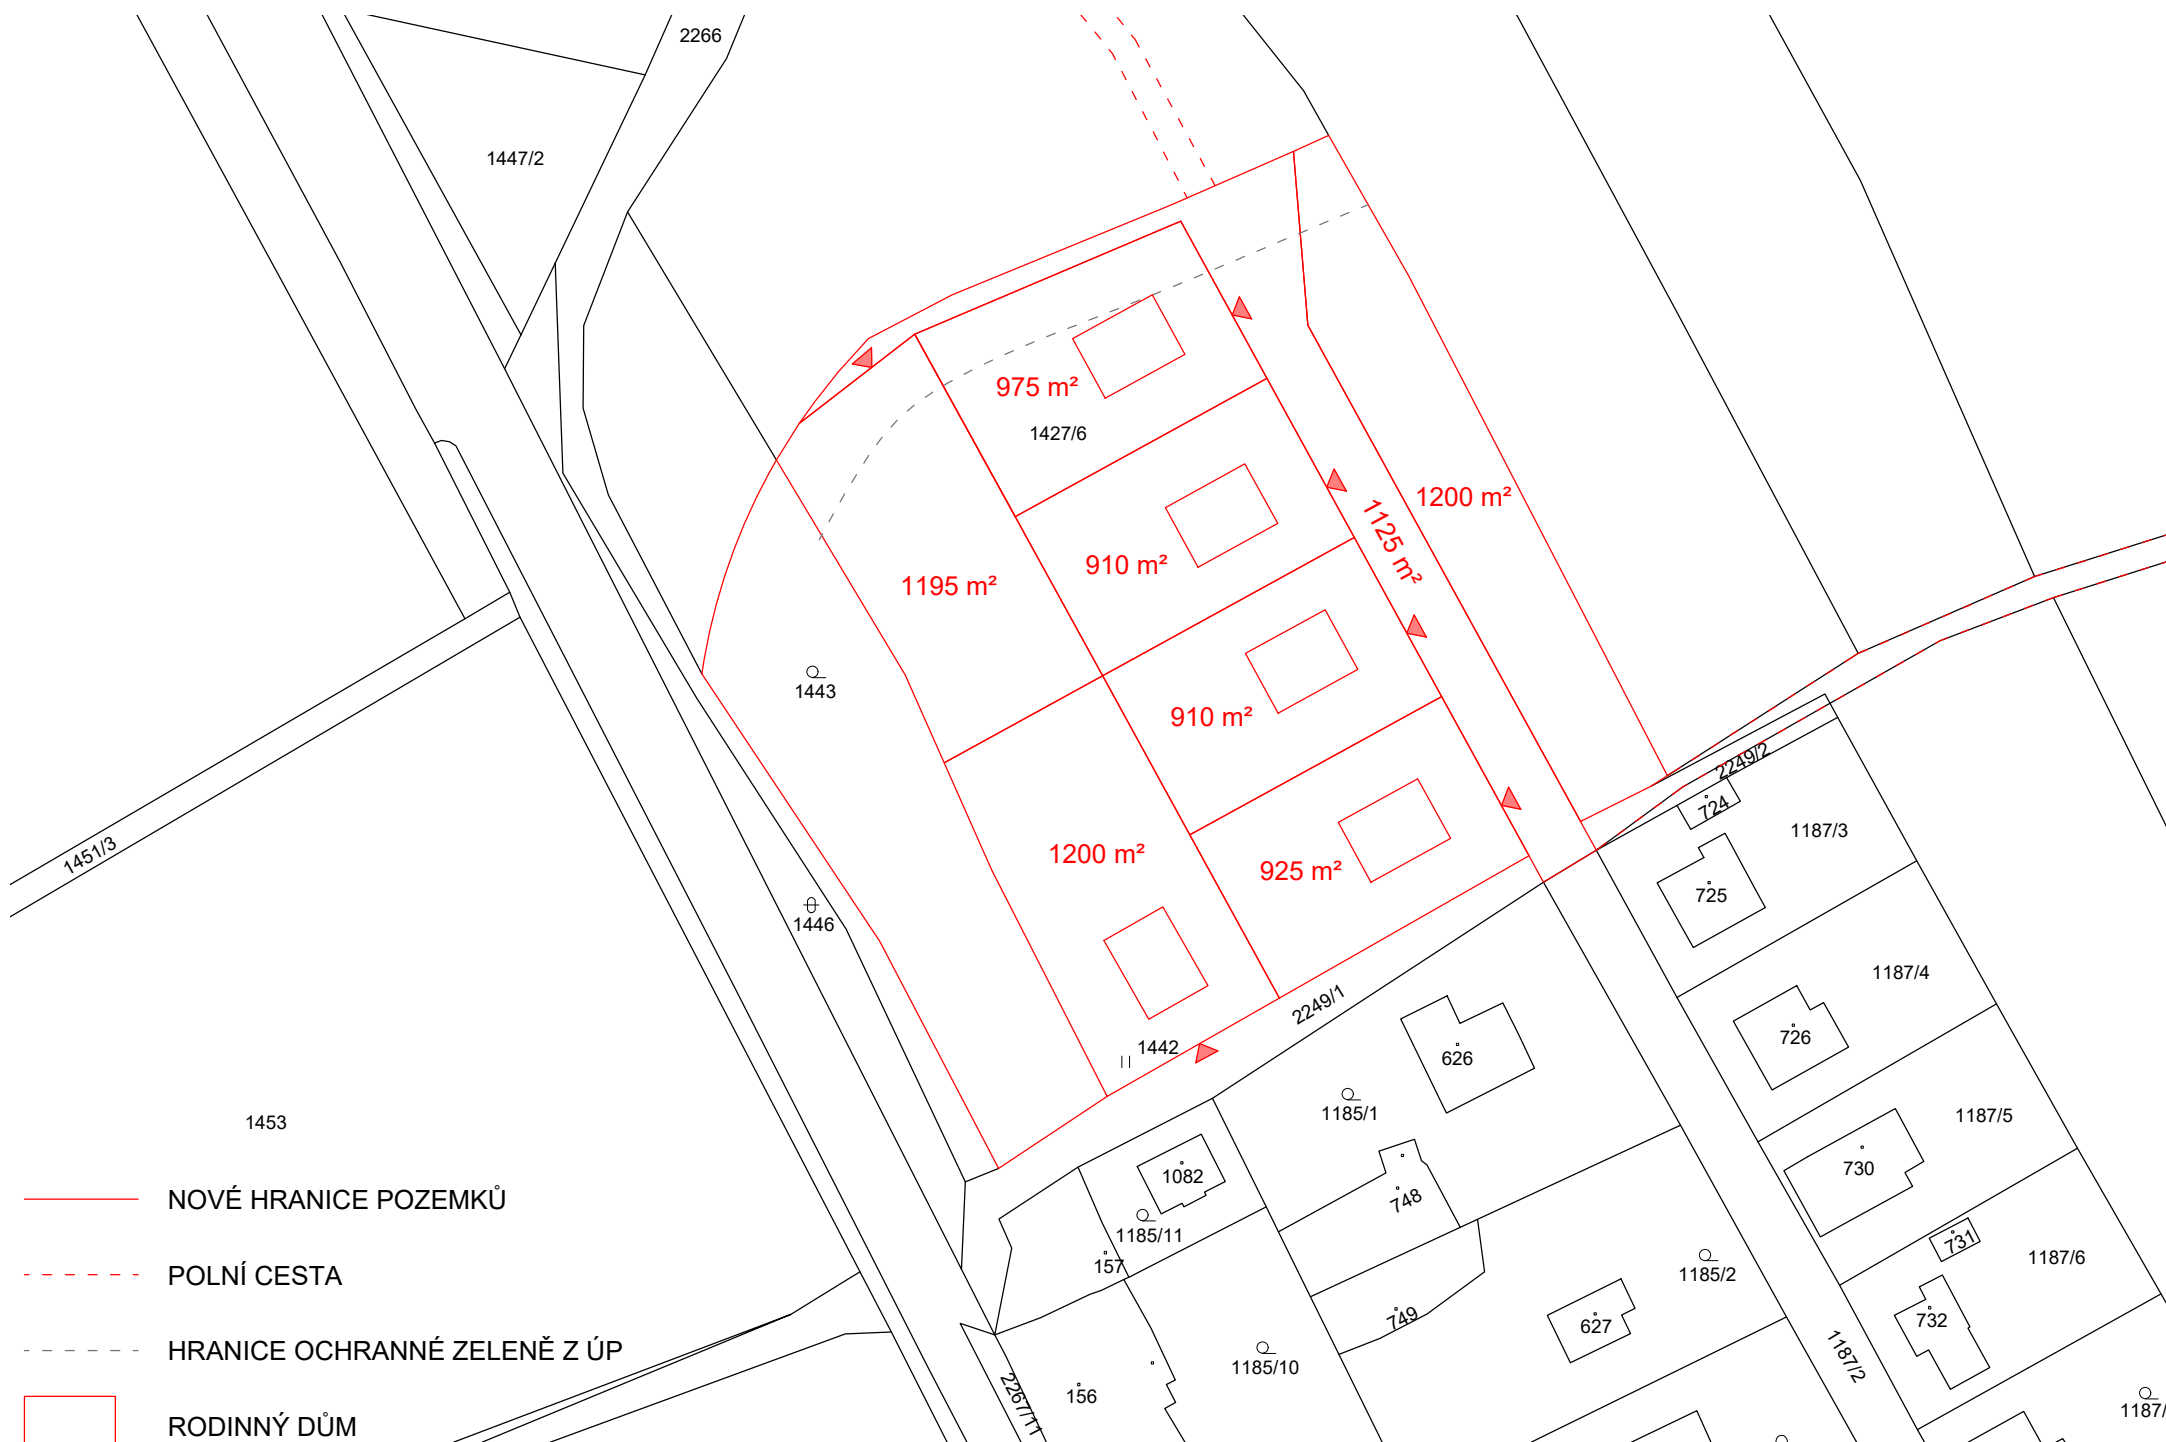 2266
1447/2
975 m²
1427/6
1200 m²
1125 m²
910 m²
1195 m²
1443
910 m²
2249/2
724
1187/3
1451/3
1200 m²
925 m²
725
1446
1187/4
2249/1
726
1442
626
1185/1
1187/5
1453
730
1082
748
NOVÉ HRANICE POZEMKŮ
1185/11
731
1187/6
157
1185/2
POLNÍ CESTA
749
732
627
HRANICE OCHRANNÉ ZELENĚ Z ÚP
1187/2
1185/10
2267/11
156
1187/
RODINNÝ DŮM